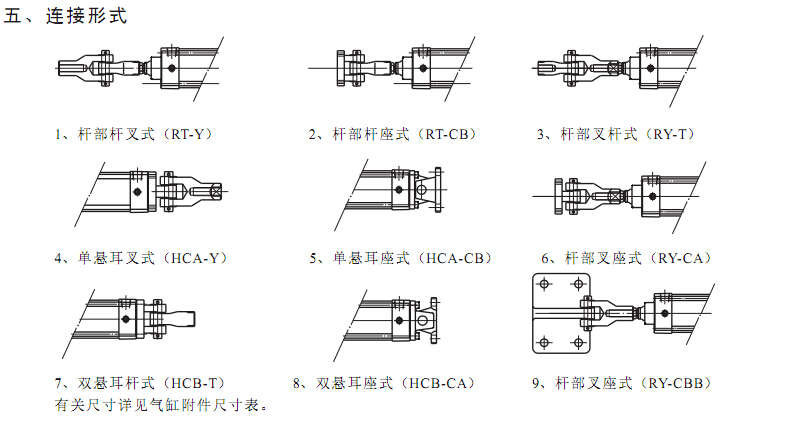 五、连接形式
1、杆部杆叉式（RT-Y）
2、杆部杆座式（RT-CB）
3、杆部叉杆式（RY-T）
4、单悬耳叉式（HCA-Y）
5、单悬耳座式（HCA-CB）
6、杆部叉座式（RY-CA）
7、双悬耳杆式（HCB-T）
8、双悬耳座式（HCB-CA）
9、杆部叉座式（RY-CBB）
有关尺寸详见气缸附件尺寸表。